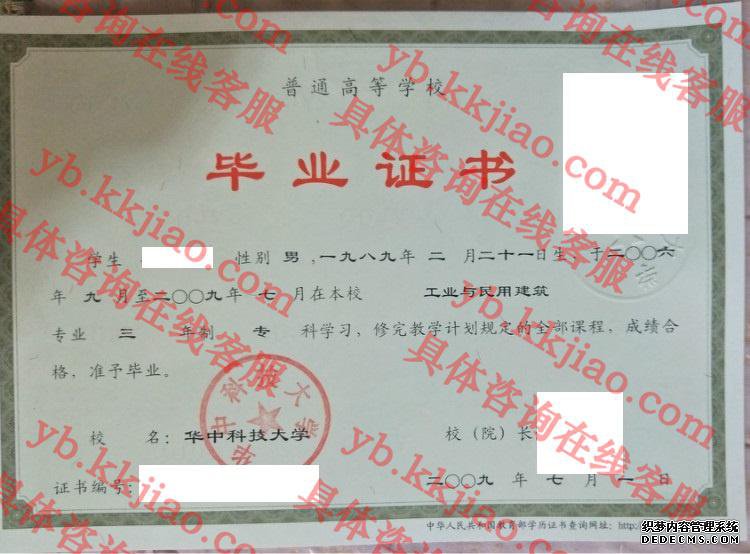 普通高等学校
毕业证书
学生 性别 男 ,一九八九年 二 月二十一日生，于二〇〇六
年 九 月至二〇〇九年 七 月在本校 工业与民用建筑
专业 三 年制 专 科学习，修完教学计划规定的全部课程，成绩合
格，准予毕业。
校 名：华中科技大学 校（院）长
证书编号： 二〇〇九 年 七 月 一 日
中华人民共和国教育部学历证书查询网址：http:
华中科技大学
yb.kkjiao.com
具体咨询在线客服
织梦内容管理系统
DEDECMS.COM